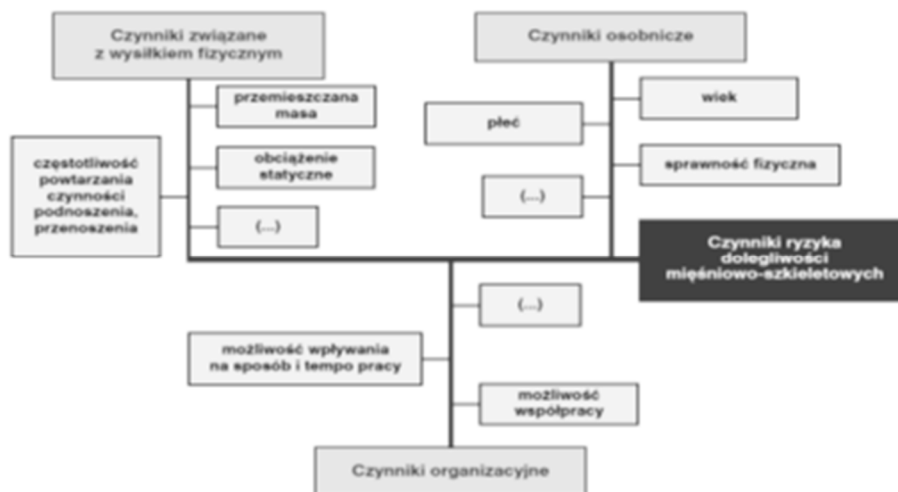 Czynniki związane
z wysiłkiem fizycznym
Czynniki osobnicze
przemieszczana
masa
wiek
płeć
częstotliwość
powtarzania
czynności
podnoszenia,
przenoszenia
obciążenie
statyczne
sprawność fizyczna
(...)
(...)
Czynniki ryzyka
dolegliwości
mięśniowo-szkieletowych
(...)
możliwość wpływania
na sposób i tempo pracy
możliwość
współpracy
Czynniki organizacyjne